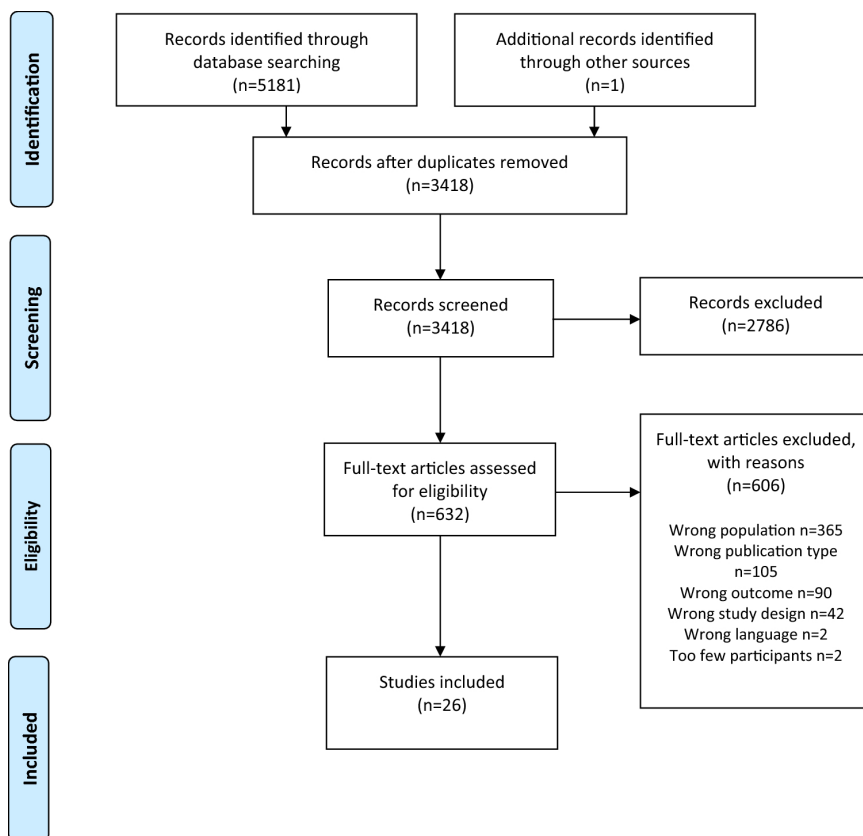 Identification
Records identified through
database searching
(n=5181)
Additional records identified
through other sources
(n=1)
Records after duplicates removed
(n=3418)
Screening
Records screened
(n=3418)
Records excluded
(n=2786)
Eligibility
Full-text articles assessed
for eligibility
(n=632)
Full-text articles excluded,
with reasons
(n=606)
Wrong population n=365
Wrong publication type
n=105
Wrong outcome n=90
Wrong study design n=42
Wrong language n=2
Too few participants n=2
Included
Studies included
(n=26)